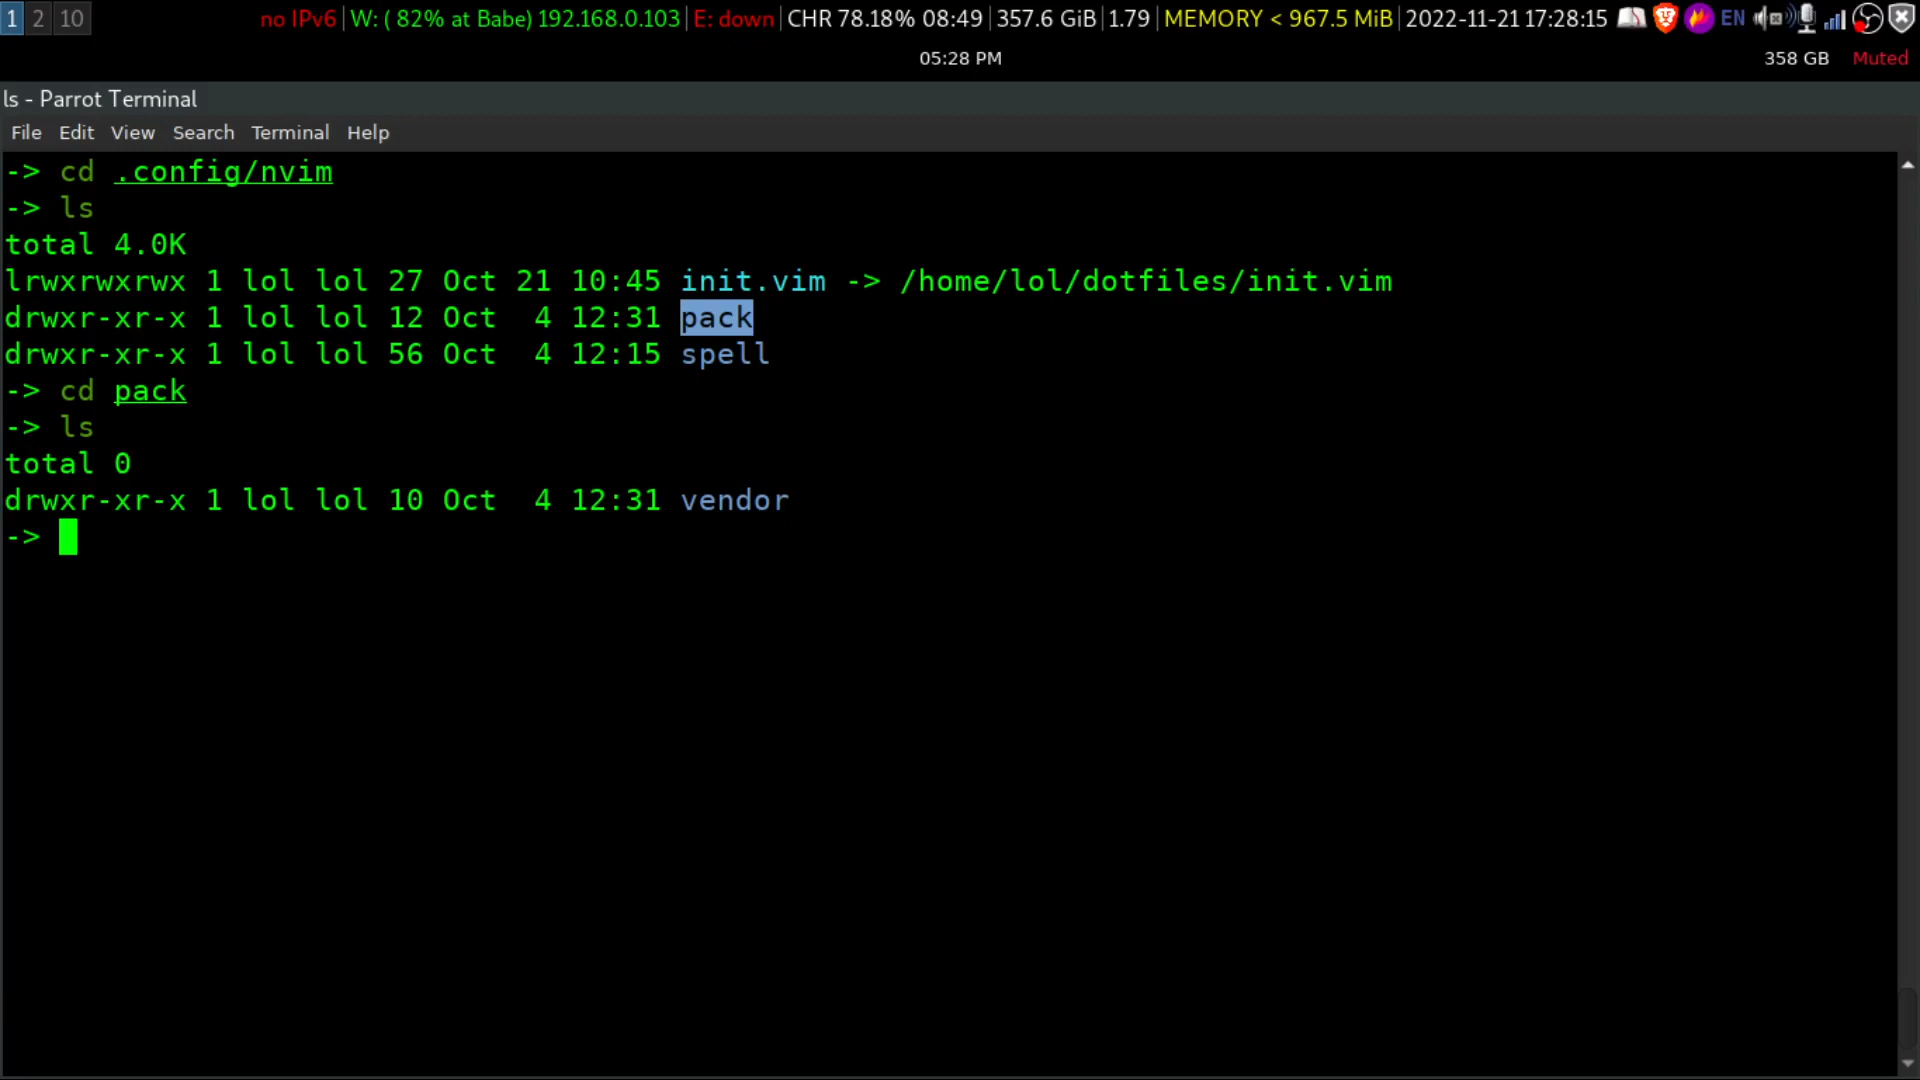 1 2 10 no IPv6|W: ( 82% at Babe) 192.168.0.103|E: down|CHR 78.18% 08:49|357.6 GiB|1.79|MEMORY < 967.5 MiB|2022-11-21 17:28:15 EN
05:28 PM 358 GB Muted
ls - Parrot Terminal
File Edit View Search Terminal Help
-> cd .config/nvim
-> ls
total 4.0K
lrwxrwxrwx 1 lol lol 27 Oct 21 10:45 init.vim -> /home/lol/dotfiles/init.vim
drwxr-xr-x 1 lol lol 12 Oct  4 12:31 pack
drwxr-xr-x 1 lol lol 56 Oct  4 12:15 spell
-> cd pack
-> ls
total 0
drwxr-xr-x 1 lol lol 10 Oct  4 12:31 vendor
->